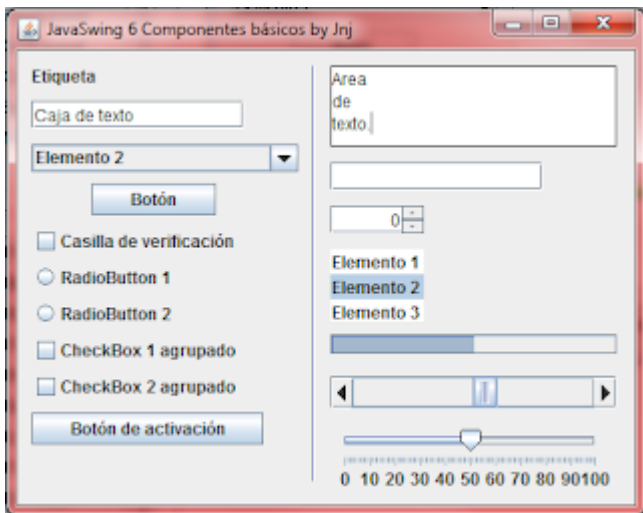 JavaSwing 6 Componentes básicos by Jnj
Etiqueta
Caja de texto
Elemento 2
Botón
Casilla de verificación
RadioButton 1
RadioButton 2
CheckBox 1 agrupado
CheckBox 2 agrupado
Botón de activación
Area
de
texto.
0
Elemento 1
Elemento 2
Elemento 3
0 10 20 30 40 50 60 70 80 90100